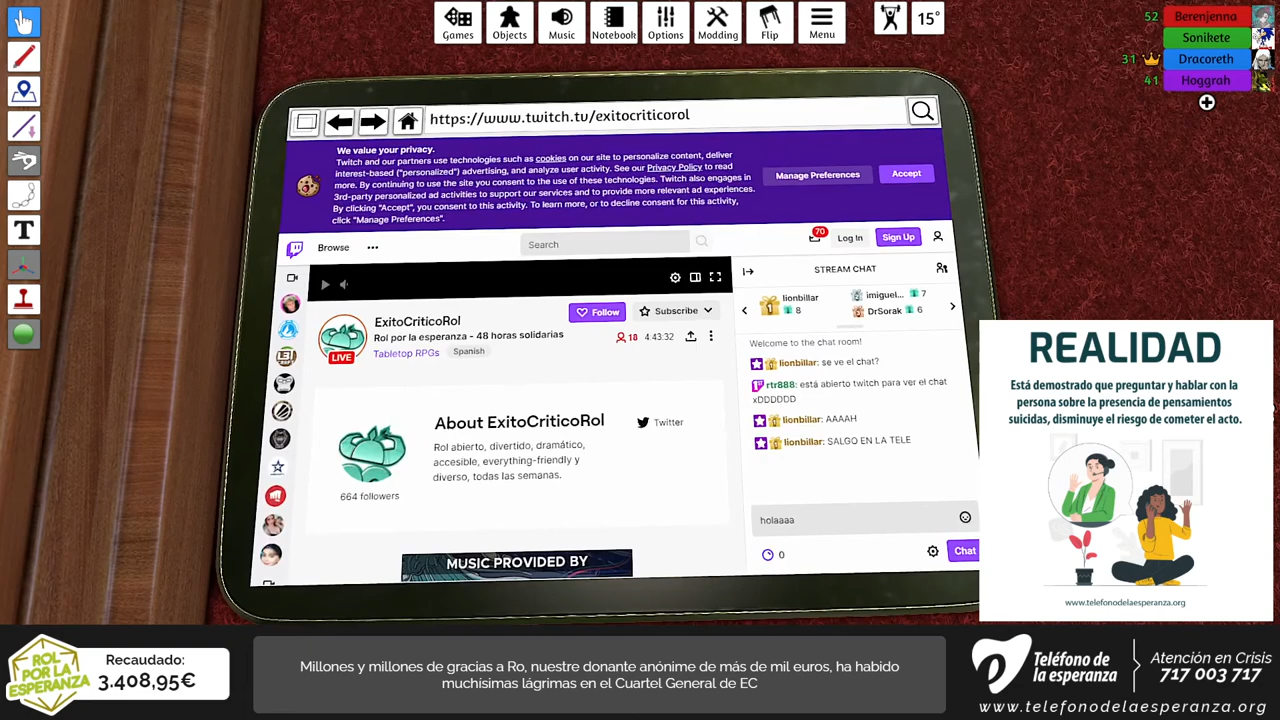 Games
Objects
Music
Notebook
Options
Modding
Flip
Menu
15°
52 Berenjenna
Sonikete
31 Dracoreth
41 Hoggrah
T
https://www.twitch.tv/exitocriticorol
We value your privacy.
Twitch and our partners use technologies such as cookies on our site to personalize content, deliver
interest-based ("personalized") advertising, and analyze user activity. See our Privacy Policy to read
more. By continuing to use the site you consent to the use of these technologies. Twitch also engages in
3rd-party personalized ad activities to support our services and to provide more relevant ad experiences.
By clicking "Accept", you consent to this activity. To learn more, or to decline consent for this activity,
click "Manage Preferences".
Manage Preferences
Accept
Browse
Search
70
Log In
Sign Up
ExitoCriticoRol
Follow
Subscribe
Rol por la esperanza - 48 horas solidarias
18
4:43:32
Tabletop RPGs
Spanish
LIVE
About ExitoCriticoRol
Twitter
Rol abierto, divertido, dramático,
accesible, everything-friendly y
diverso, todas las semanas.
664 followers
MUSIC PROVIDED BY
STREAM CHAT
lionbillar
8
imiguel... 7
DrSorak 6
Welcome to the chat room!
lionbillar: se ve el chat?
rtr888: está abierto twitch para ver el chat
xDDDDDD
lionbillar: AAAAH
lionbillar: SALGO EN LA TELE
holaaaa
0
Chat
REALIDAD
Está demostrado que preguntar y hablar con la
persona sobre la presencia de pensamientos
suicidas, disminuye el riesgo de cometer el acto.
www.telefonodelaesperanza.org
ROL
POR LA
ESPERANZA
Recaudado:
3.408,95€
Millones y millones de gracias a Ro, nuestre donante anónime de más de mil euros, ha habido
muchísimas lágrimas en el Cuartel General de EC
Teléfono de
la esperanza
Atención en Crisis
717 003 717
www.telefonodelaesperanza.org